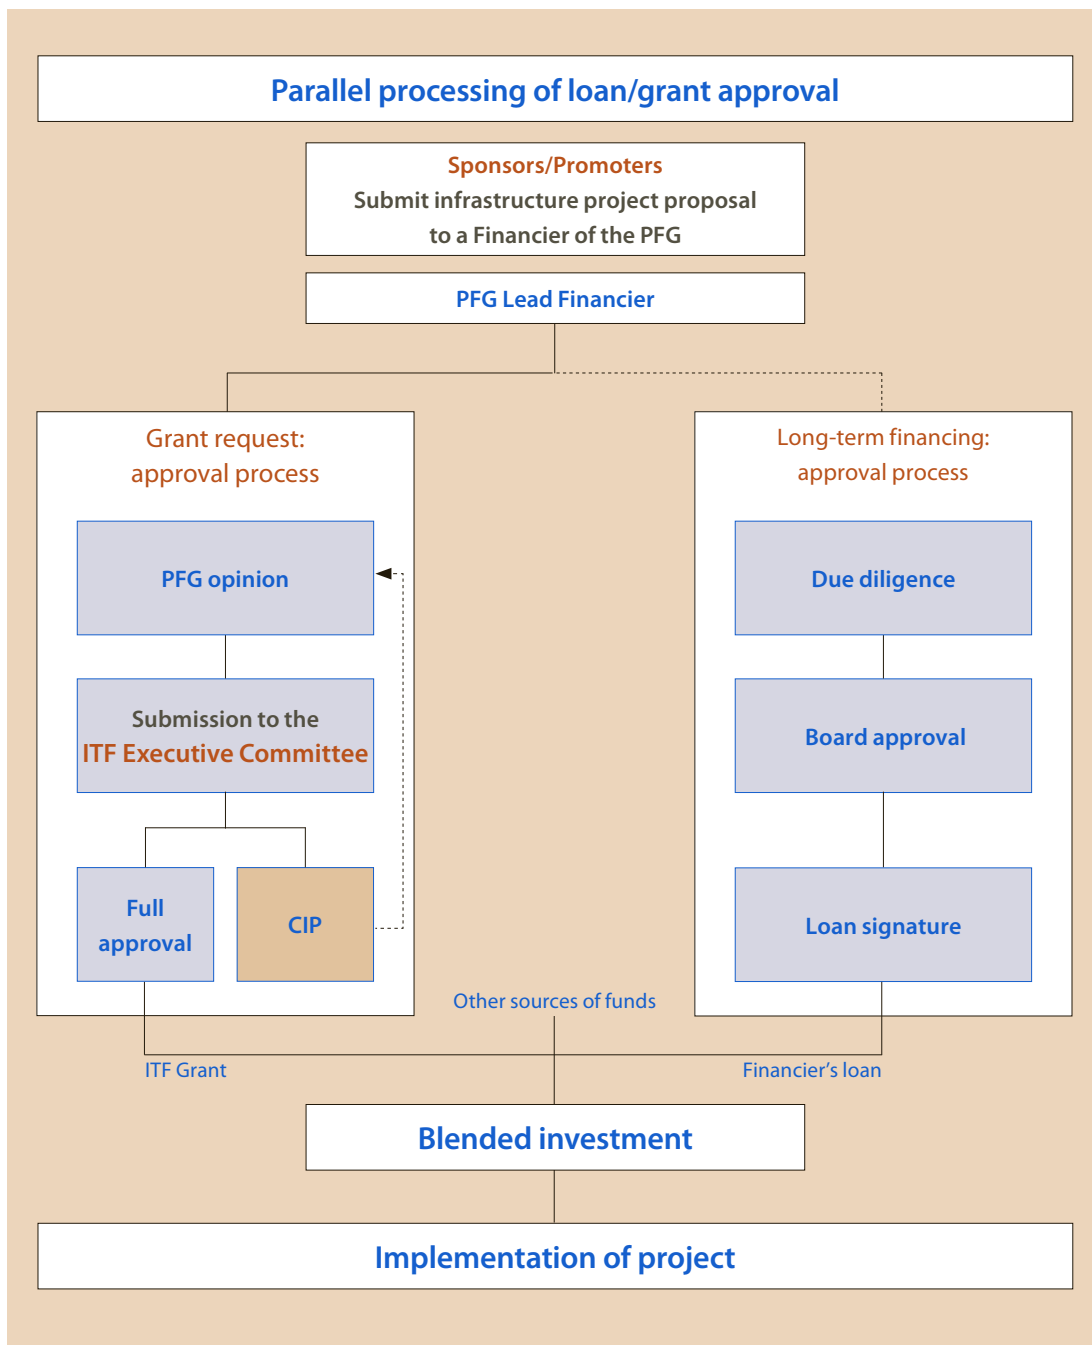 Parallel processing of loan/grant approval
Sponsors/Promoters
Submit infrastructure project proposal
to a Financier of the PFG
PFG Lead Financier
Grant request:
approval process
PFG opinion
Submission to the
ITF Executive Committee
Full
approval
CIP
Long-term financing:
approval process
Due diligence
Board approval
Loan signature
Other sources of funds
ITF Grant
Financier’s loan
Blended investment
Implementation of project